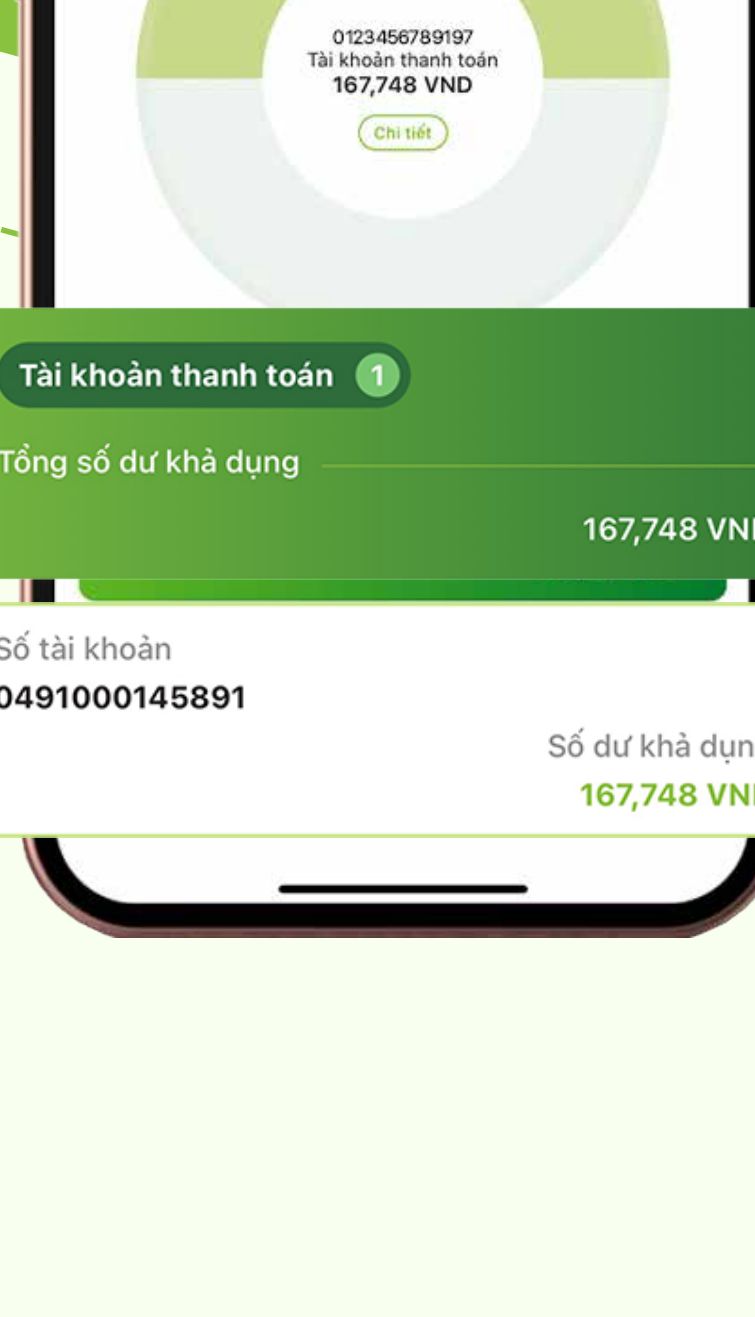 0123456789197
Tài khoản thanh toán
167,748 VND
Chi tiết
Tài khoản thanh toán 1
Tổng số dư khả dụng
167,748 VN
Số tài khoản
0491000145891
Số dư khả dụn
167,748 VN